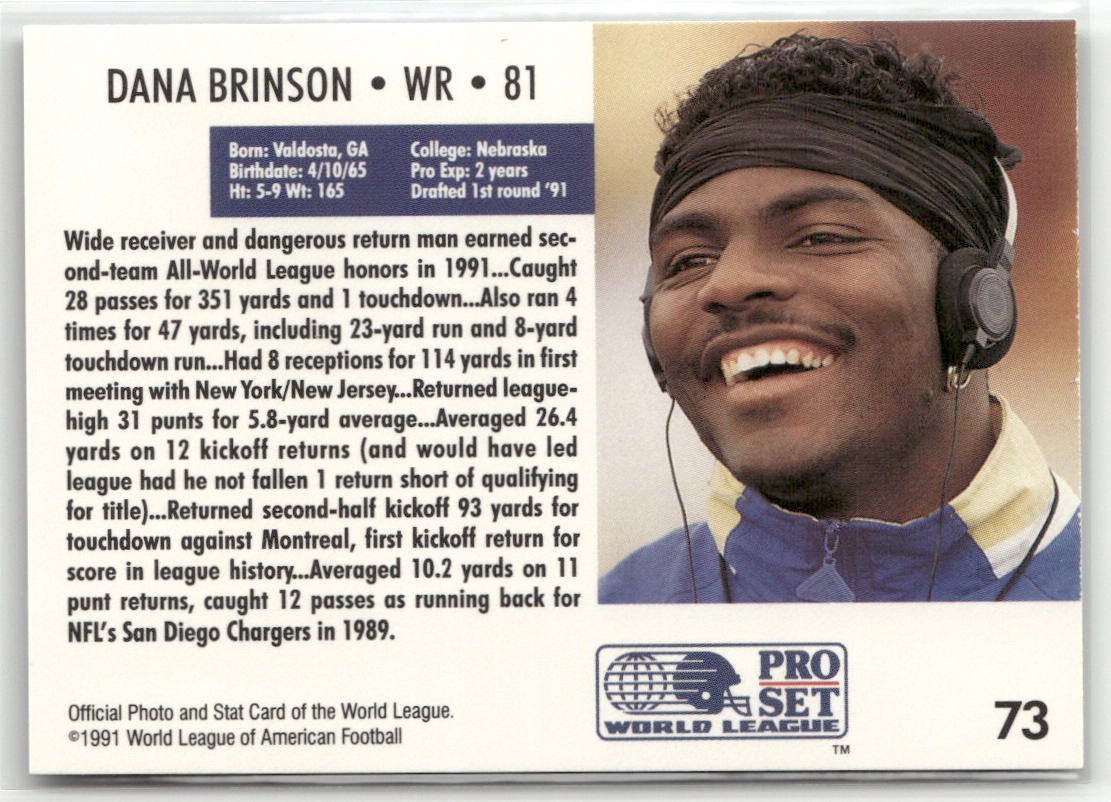 DANA BRINSON • WR • 81
Born: Valdosta, GA
Birthdate: 4/10/65
Ht: 5-9 Wt: 165
College: Nebraska
Pro Exp: 2 years
Drafted 1st round '91
Wide receiver and dangerous return man earned sec-
ond-team All-World League honors in 1991...Caught
28 passes for 351 yards and 1 touchdown...Also ran 4
times for 47 yards, including 23-yard run and 8-yard
touchdown run...Had 8 receptions for 114 yards in first
meeting with New York/New Jersey...Returned league-
high 31 punts for 5.8-yard average...Averaged 26.4
yards on 12 kickoff returns (and would have led
league had he not fallen 1 return short of qualifying
for title)...Returned second-half kickoff 93 yards for
touchdown against Montreal, first kickoff return for
score in league history...Averaged 10.2 yards on 11
punt returns, caught 12 passes as running back for
NFL's San Diego Chargers in 1989.
Official Photo and Stat Card of the World League.
©1991 World League of American Football
PRO
SET
WORLD LEAGUE
TM
73